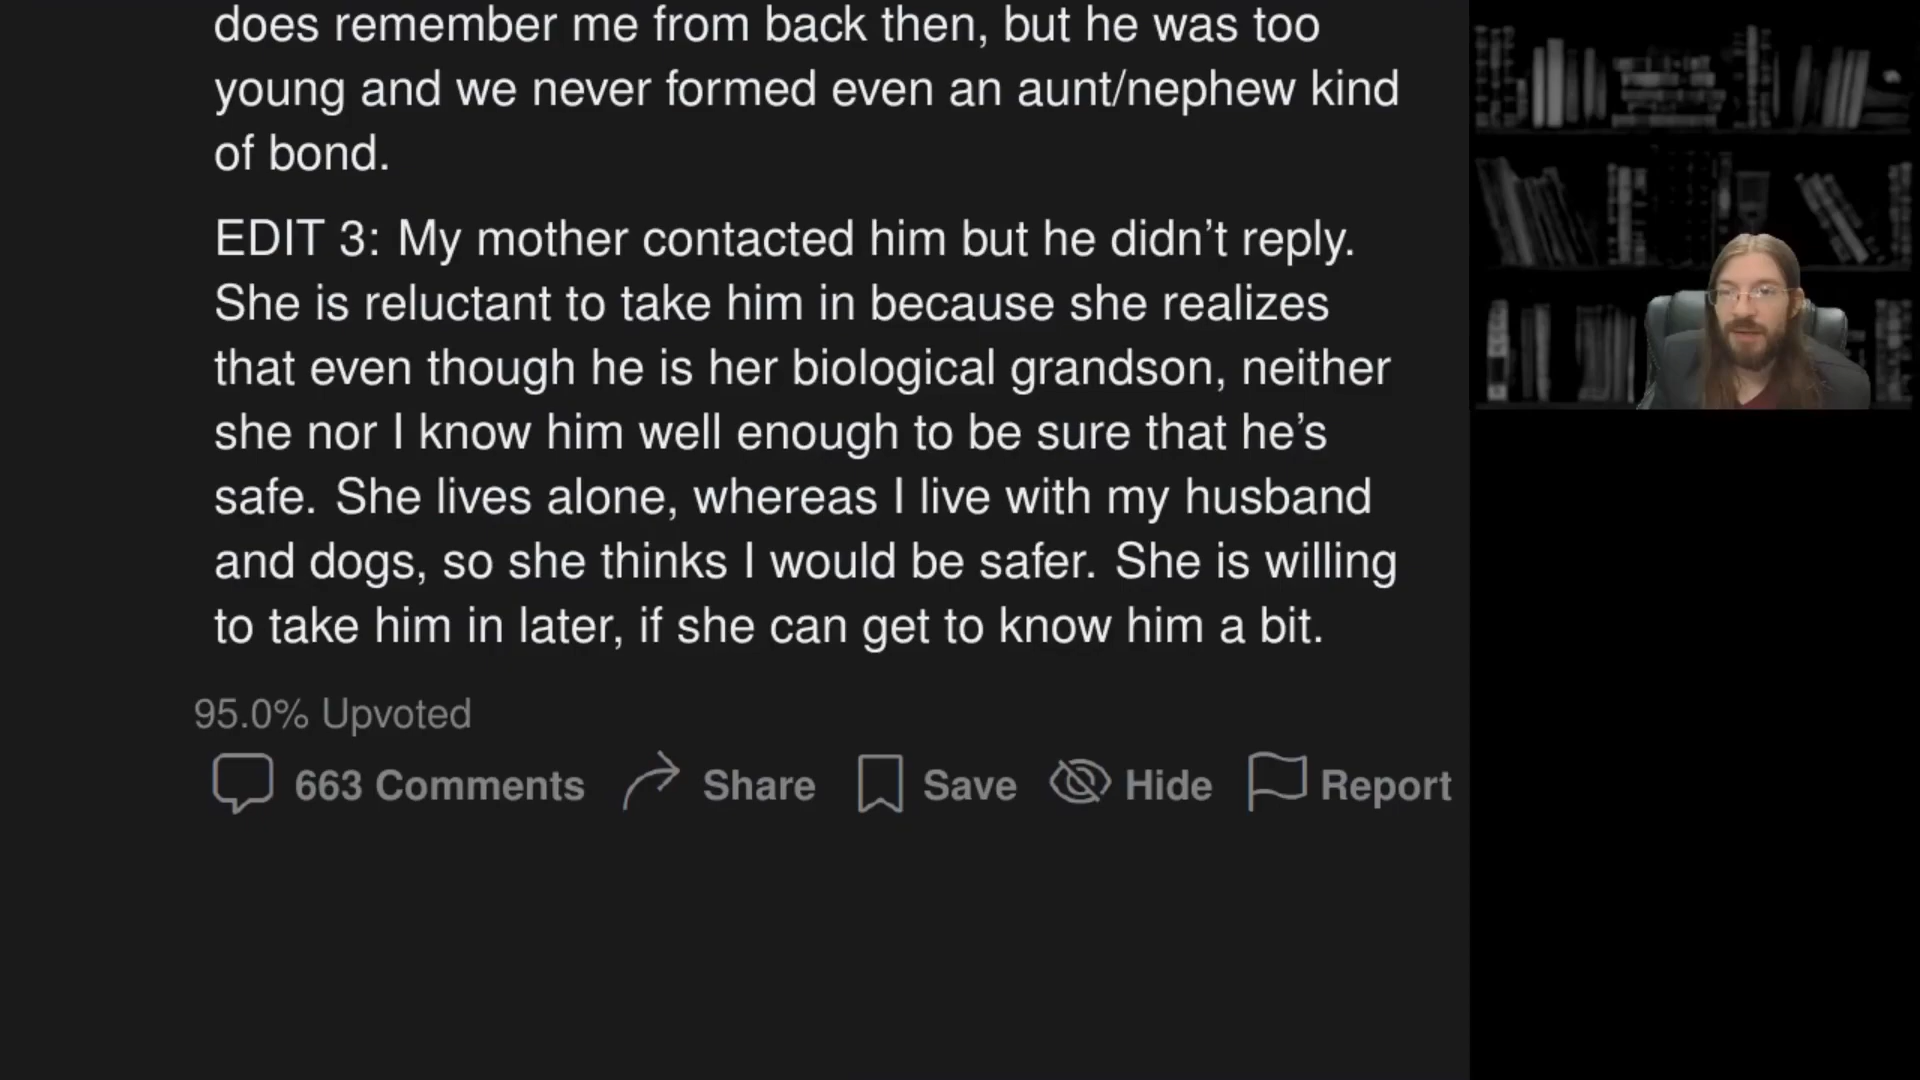 does remember me from back then, but he was too
young and we never formed even an aunt/nephew kind
of bond.
EDIT 3: My mother contacted him but he didn’t reply.
She is reluctant to take him in because she realizes
that even though he is her biological grandson, neither
she nor I know him well enough to be sure that he’s
safe. She lives alone, whereas I live with my husband
and dogs, so she thinks I would be safer. She is willing
to take him in later, if she can get to know him a bit.
95.0% Upvoted
663 Comments Share Save Hide Report